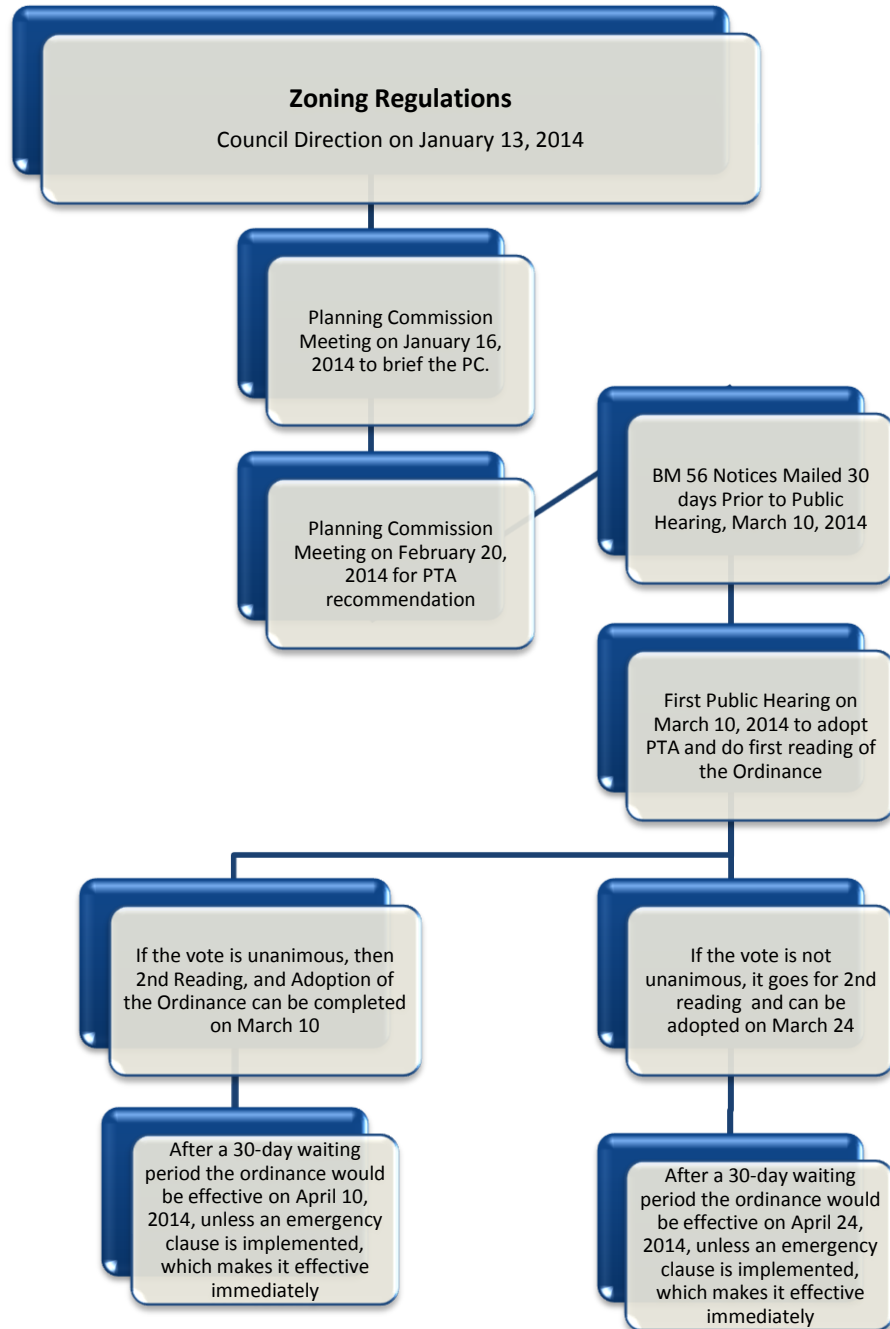 Zoning Regulations
Council Direction on January 13, 2014
Planning Commission
Meeting on January 16,
2014 to brief the PC.
Planning Commission
Meeting on February 20,
2014 for PTA
recommendation
BM 56 Notices Mailed 30
days Prior to Public
Hearing, March 10, 2014
First Public Hearing on
March 10, 2014 to adopt
PTA and do first reading of
the Ordinance
If the vote is unanimous, then
2nd Reading, and Adoption of
the Ordinance can be completed
on March 10
After a 30-day waiting
period the ordinance would
be effective on April 10,
2014, unless an emergency
clause is implemented,
which makes it effective
immediately
If the vote is not
unanimous, it goes for 2nd
reading and can be
adopted on March 24
After a 30-day waiting
period the ordinance would
be effective on April 24,
2014, unless an emergency
clause is implemented,
which makes it effective
immediately